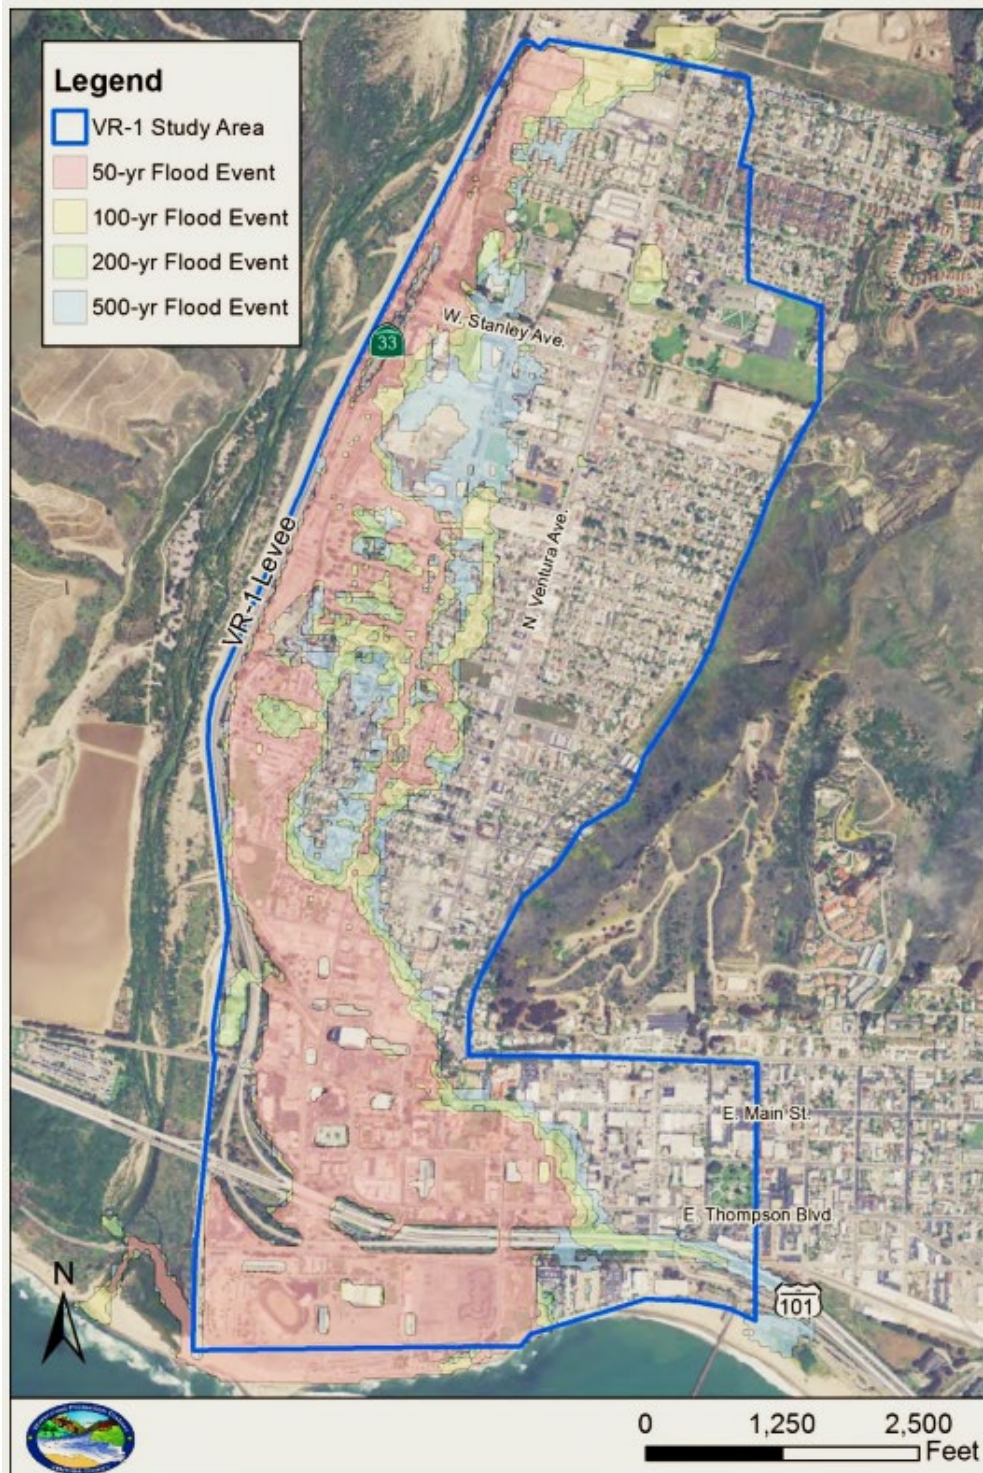 Legend
VR-1 Study Area
50-yr Flood Event
100-yr Flood Event
200-yr Flood Event
500-yr Flood Event
W. Stanley Ave.
33
VR-1 Levee
N. Ventura Ave.
E. Main St.
E. Thompson Blvd
N
101
0 1,250 2,500
Feet